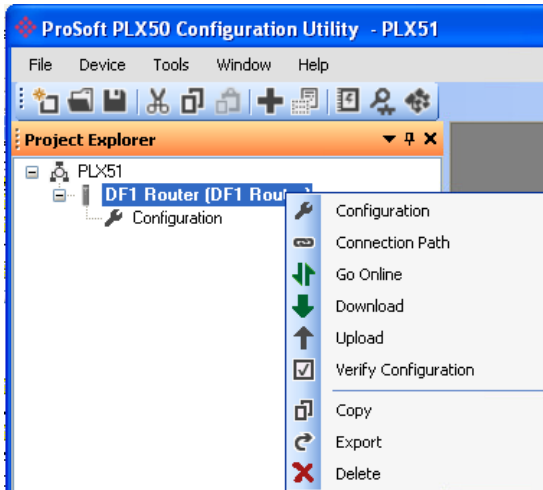 ProSoft PLX50 Configuration Utility - PLX51
File Device Tools Window Help
Project Explorer
PLX51
DF1 Router (DF1 Router)
Configuration
Configuration
Connection Path
Go Online
Download
Upload
Verify Configuration
Copy
Export
Delete